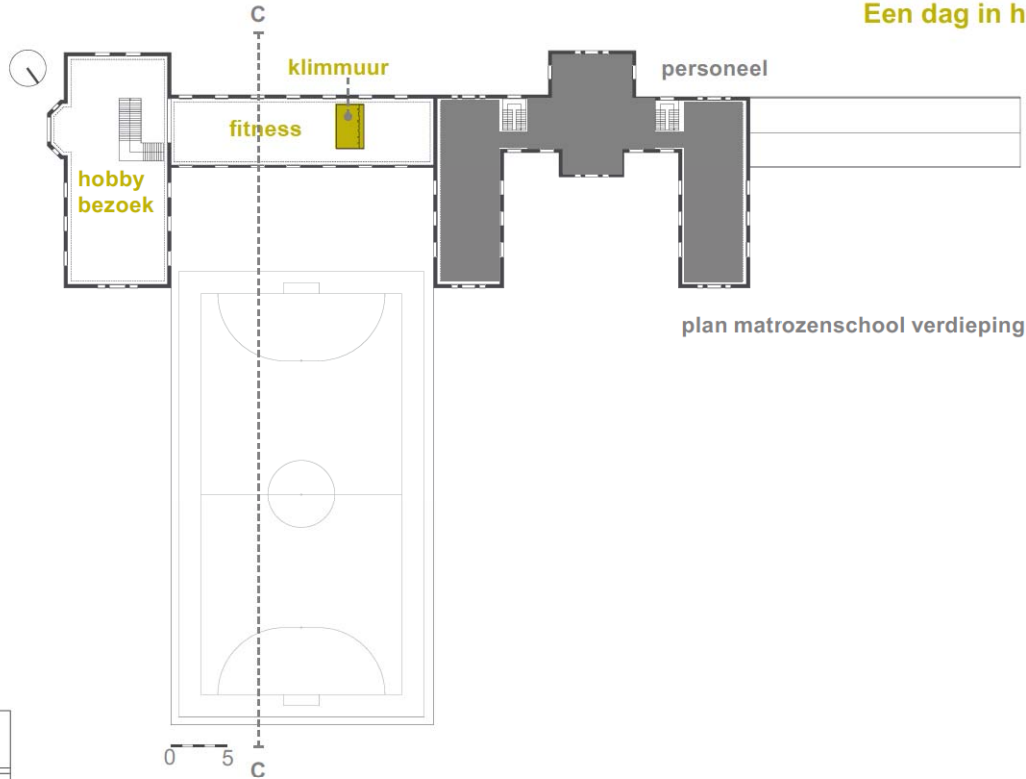 Een dag in h
C
klimmuur
personeel
fitness
hobby
bezoek
plan matrozenschool verdieping
0 5
C